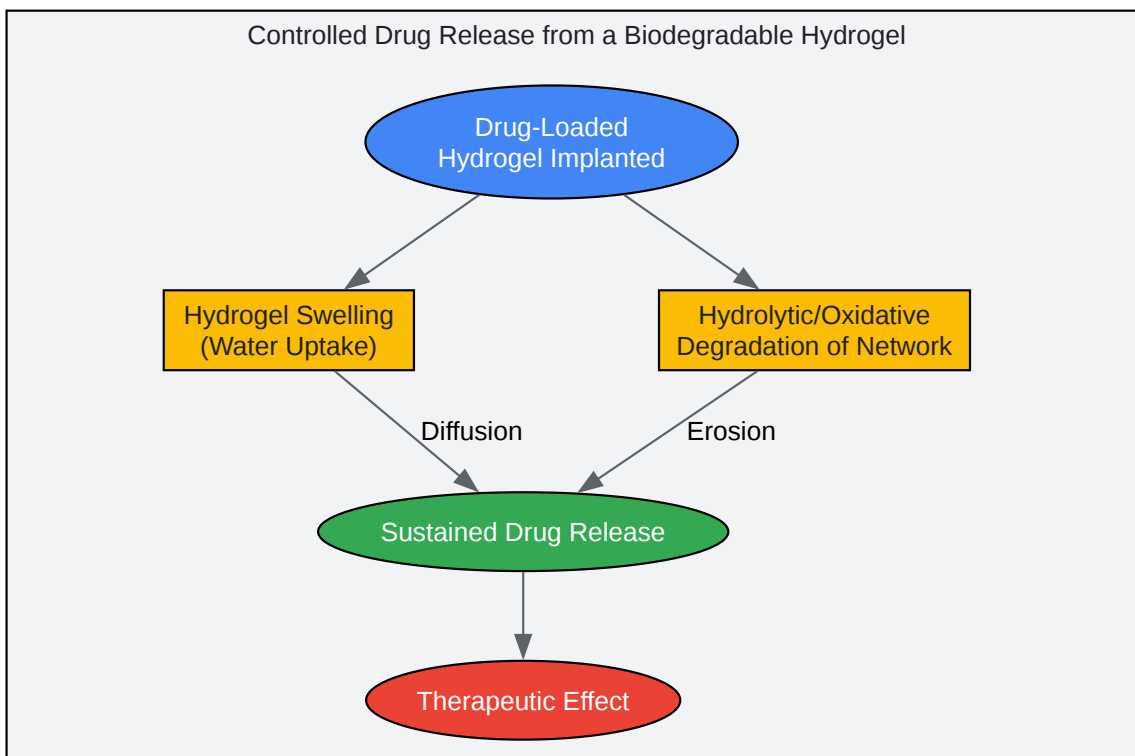 Controlled Drug Release from a Biodegradable Hydrogel
Drug-Loaded
Hydrogel Implanted
Hydrogel Swelling
(Water Uptake)
Hydrolytic/Oxidative
Degradation of Network
Diffusion
Erosion
Sustained Drug Release
Therapeutic Effect